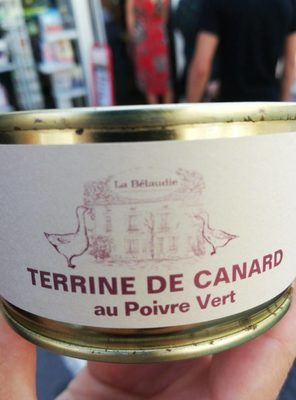 La Bélaudie
TERRINE DE CANARD
au Poivre Vert